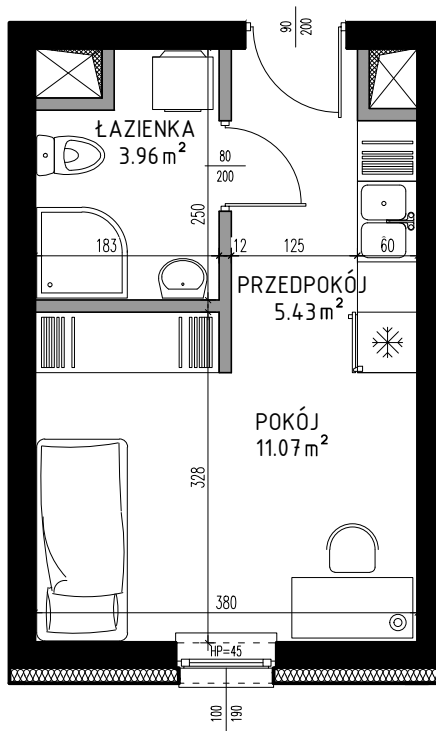 90
200
ŁAZIENKA
3.96 m²
80
200
250
183
12
125
60
PRZEDPOKÓJ
5.43 m²
POKÓJ
11.07 m²
328
380
HP=45
100
190